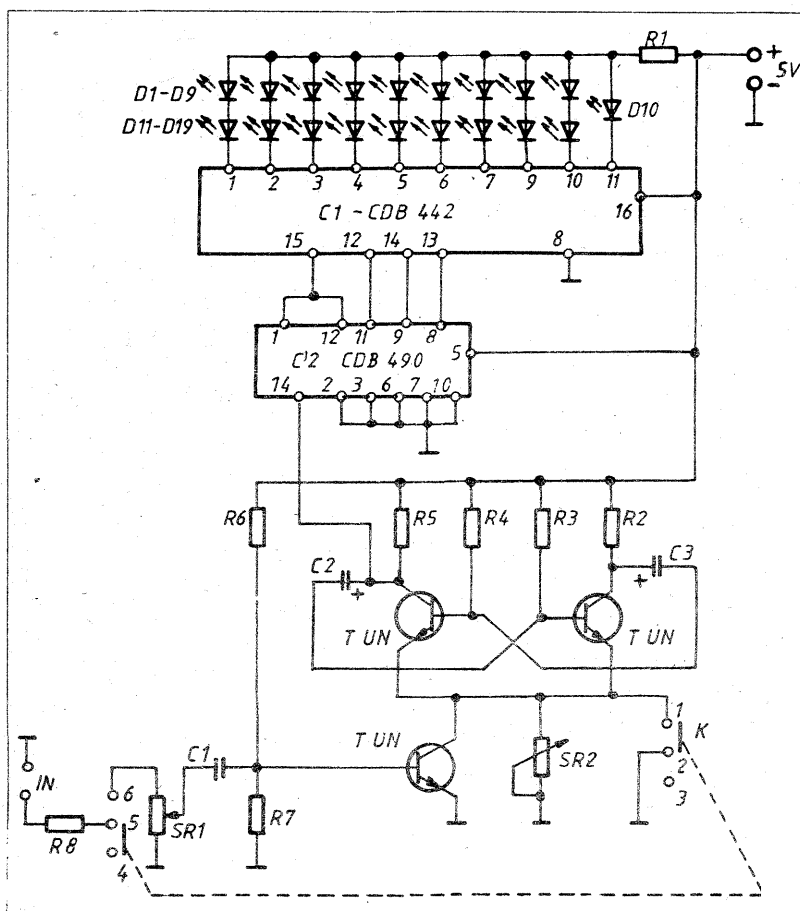 R1
+
5V
-
D1-D9
D11-D19
D10
1 2 3 4 5 6 7 9 10 11
C1 - CDB 442
16
15 12 14 13 8
1 12 11 9 8
C'2 CDB 490
5
14 2 3 6 7 10
R6 R5 R4 R3 R2
C2 C3
+ +
T UN T UN
T UN
C1
SR2
1
K
2
3
IN
6
SR1
5
R7
R8
4